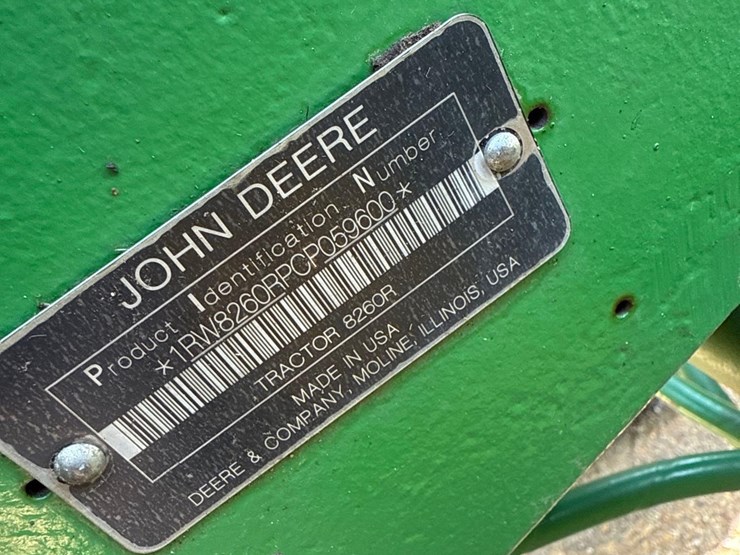 JOHN DEERE
Product Identification Number
*1RW8260RPCP059600*
TRACTOR 8260R
MADE IN USA
DEERE & COMPANY, MOLINE, ILLINOIS, USA